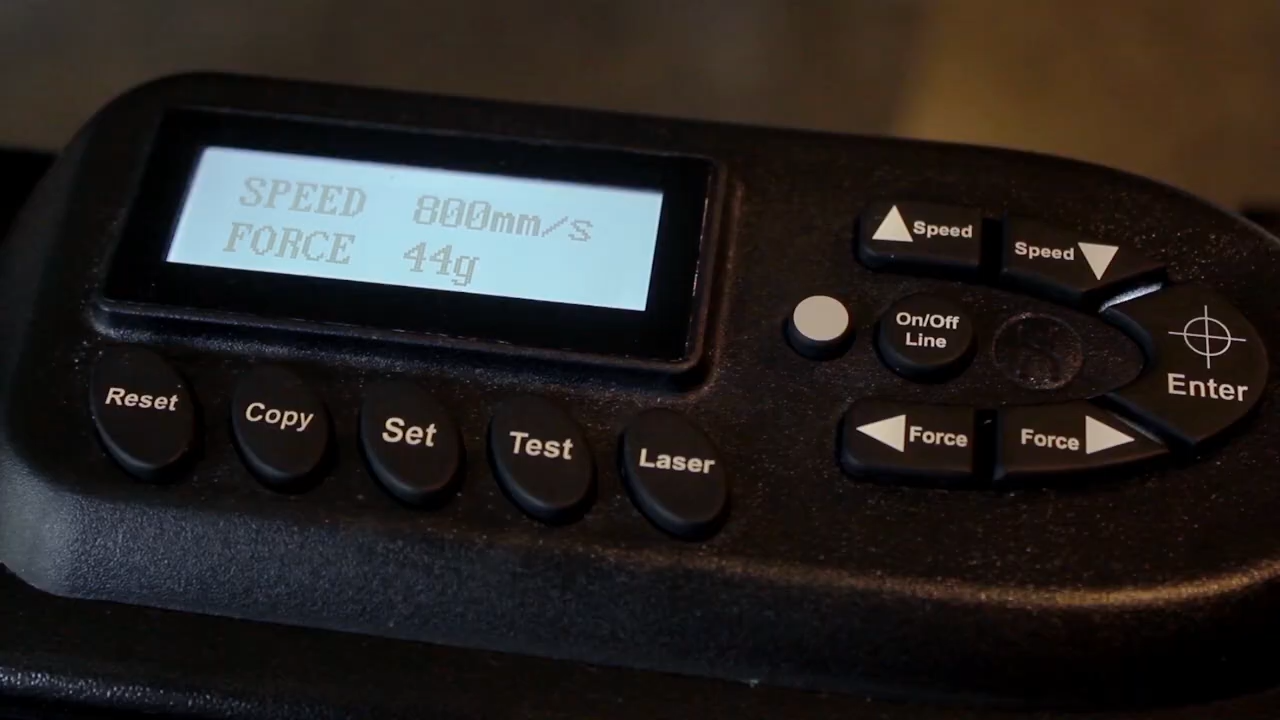 SPEED 800mm/s
FORCE 44g
Speed
Speed
On/Off
Line
Enter
Force
Force
Reset
Copy
Set
Test
Laser